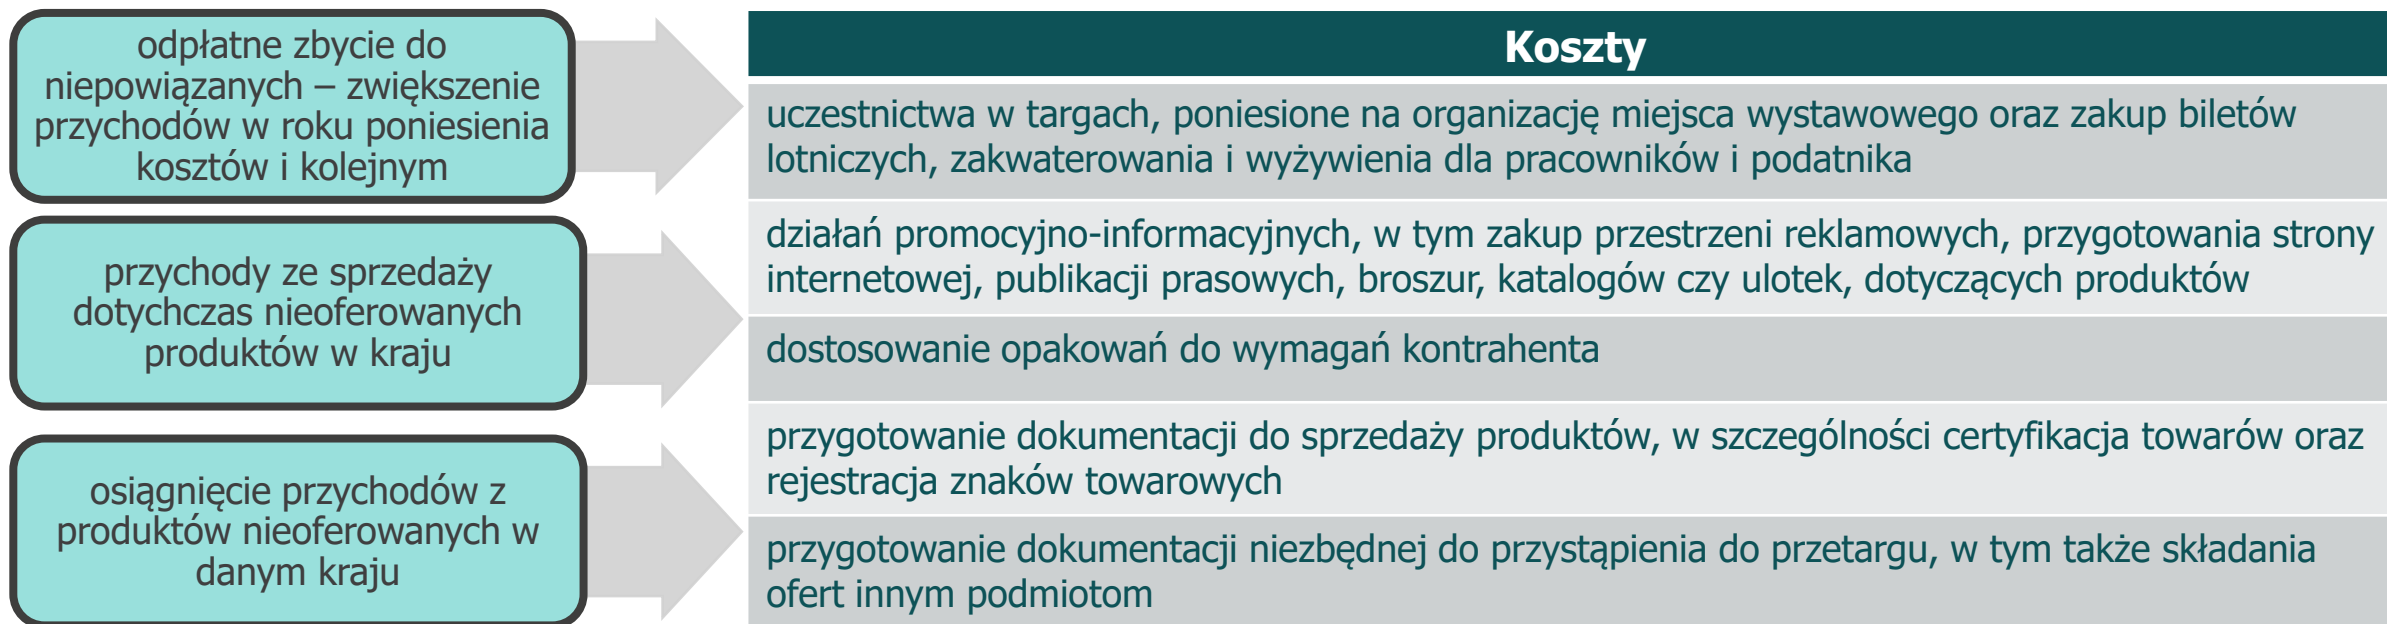 odpłatne zbycie do
niepowiązanych – zwiększenie
przychodów w roku poniesienia
kosztów i kolejnym
przychody ze sprzedaży
dotychczas nieoferowanych
produktów w kraju
osiągnięcie przychodów z
produktów nieoferowanych w
danym kraju
Koszty
uczestnictwa w targach, poniesione na organizację miejsca wystawowego oraz zakup biletów
lotniczych, zakwaterowania i wyżywienia dla pracowników i podatnika
działań promocyjno-informacyjnych, w tym zakup przestrzeni reklamowych, przygotowania strony
internetowej, publikacji prasowych, broszur, katalogów czy ulotek, dotyczących produktów
dostosowanie opakowań do wymagań kontrahenta
przygotowanie dokumentacji do sprzedaży produktów, w szczególności certyfikacja towarów oraz
rejestracja znaków towarowych
przygotowanie dokumentacji niezbędnej do przystąpienia do przetargu, w tym także składania
ofert innym podmiotom